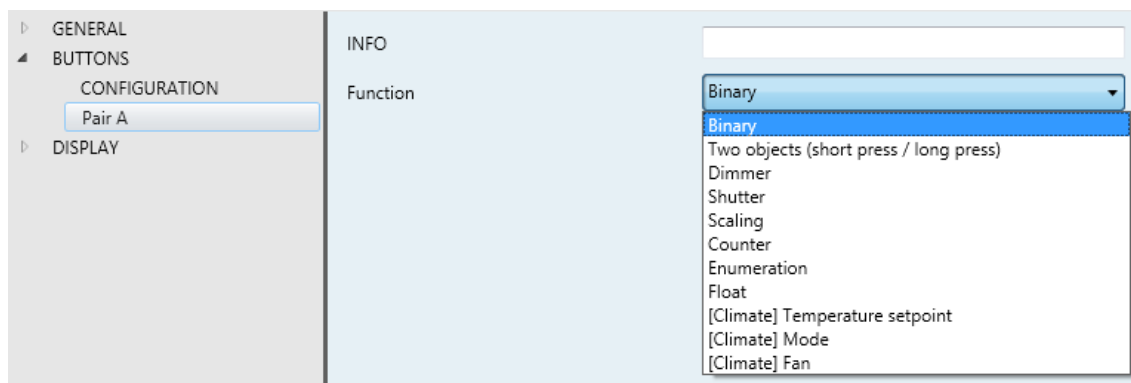 GENERAL
BUTTONS
CONFIGURATION
Pair A
DISPLAY
INFO
Function
Binary
Binary
Two objects (short press / long press)
Dimmer
Shutter
Scaling
Counter
Enumeration
Float
[Climate] Temperature setpoint
[Climate] Mode
[Climate] Fan